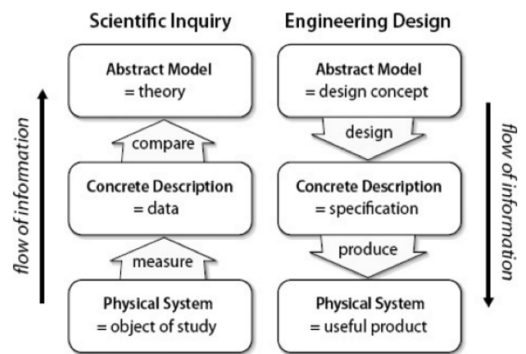 Scientific Inquiry
Engineering Design
flow of information
Abstract Model
= theory
compare
Concrete Description
= data
measure
Physical System
= object of study
Abstract Model
= design concept
design
Concrete Description
= specification
produce
Physical System
= useful product
flow of information